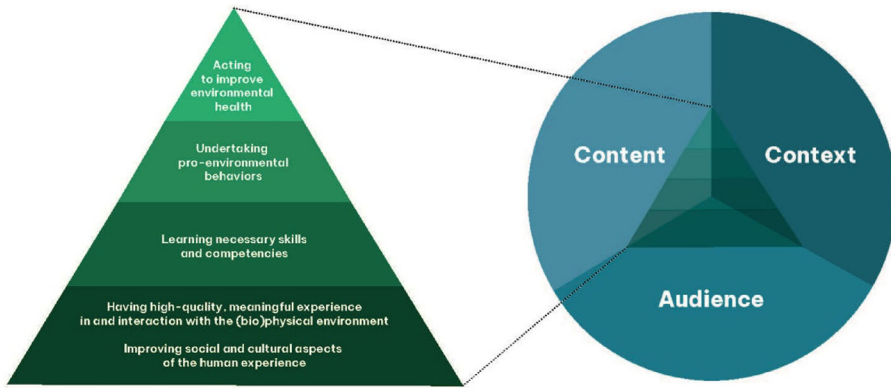 Acting
to improve
environmental
health
Undertaking
pro-environmental
behaviors
Learning necessary skills
and competencies
Having high-quality, meaningful experience
in and interaction with the (bio)physical environment
Improving social and cultural aspects
of the human experience
Content
Context
Audience